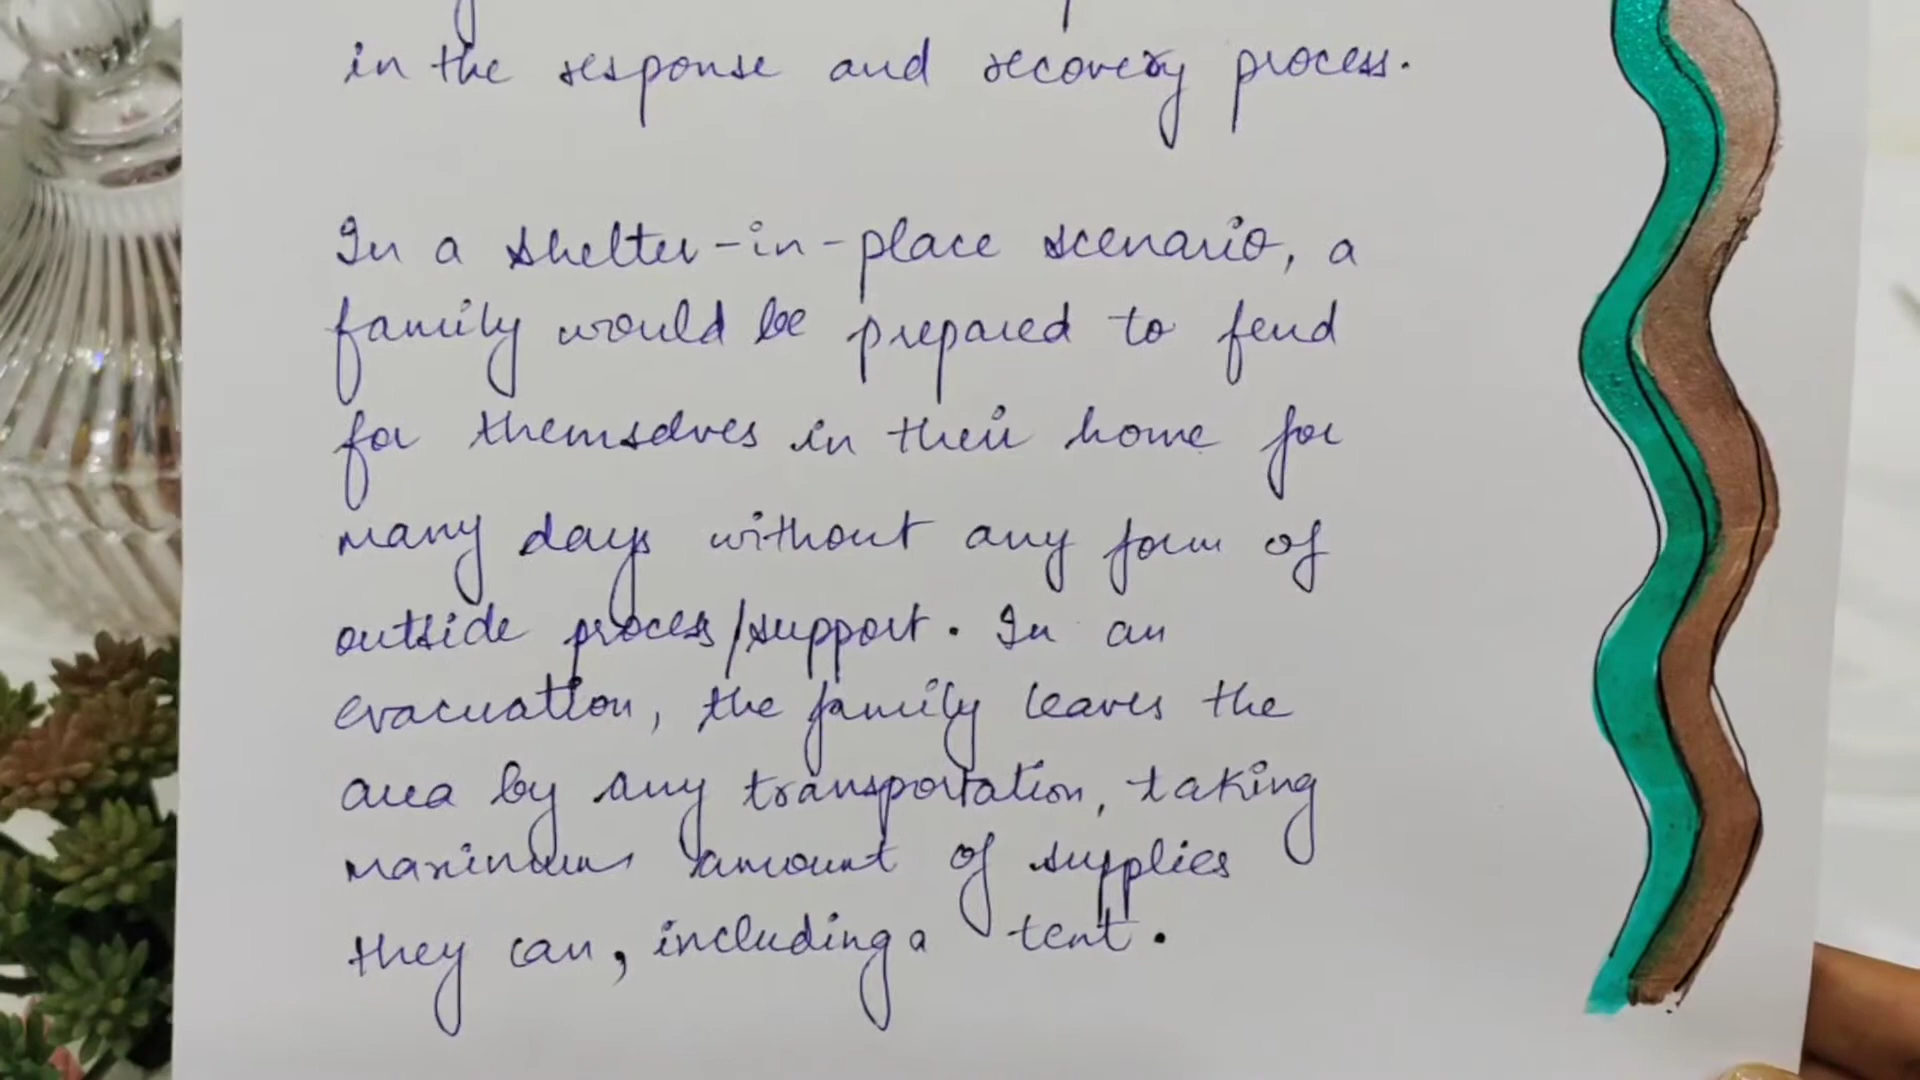 in the response and recovery process.
In a shelter-in-place scenario, a
family would be prepared to fend
for themselves in their home for
many days without any form of
outside process/support. In an
evacuation, the family leaves the
area by any transportation, taking
maximum amount of supplies
they can, including a tent.